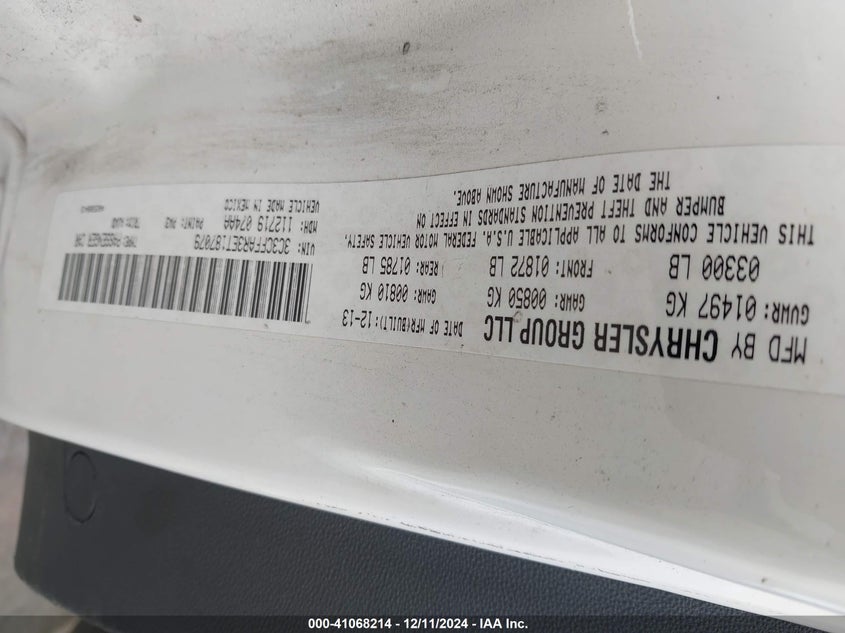 MFD BY CHRYSLER GROUP LLC
DATE OF MFR(BUILT): 12-13
GVWR: 01497 KG
GAWR: 00850 KG
GAWR: 00810 KG
03300 LB
FRONT: 01872 LB
REAR: 01785 LB
THIS VEHICLE CONFORMS TO ALL APPLICABLE U.S.A. FEDERAL MOTOR VEHICLE SAFETY,
BUMPER AND THEFT PREVENTION STANDARDS IN EFFECT ON
THE DATE OF MANUFACTURE SHOWN ABOVE.
VIN: 3C3CFFAR3ET187079
TYPE: PASSENGER CAR
MDH: 112719 074AA
PAINT: PW3
VEHICLE MADE IN MEXICO
000-41068214 - 12/11/2024 - IAA Inc.